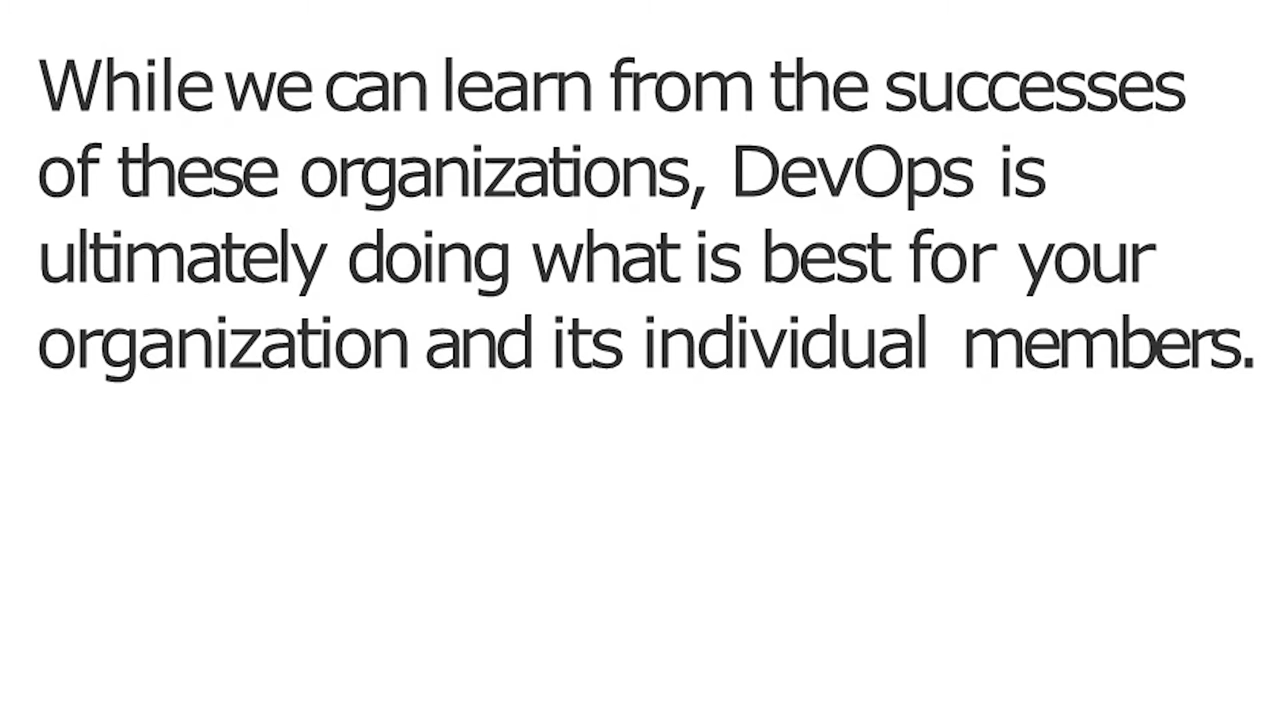 While we can learn from the successes
of these organizations, DevOps is
ultimately doing what is best for your
organization and its individual members.